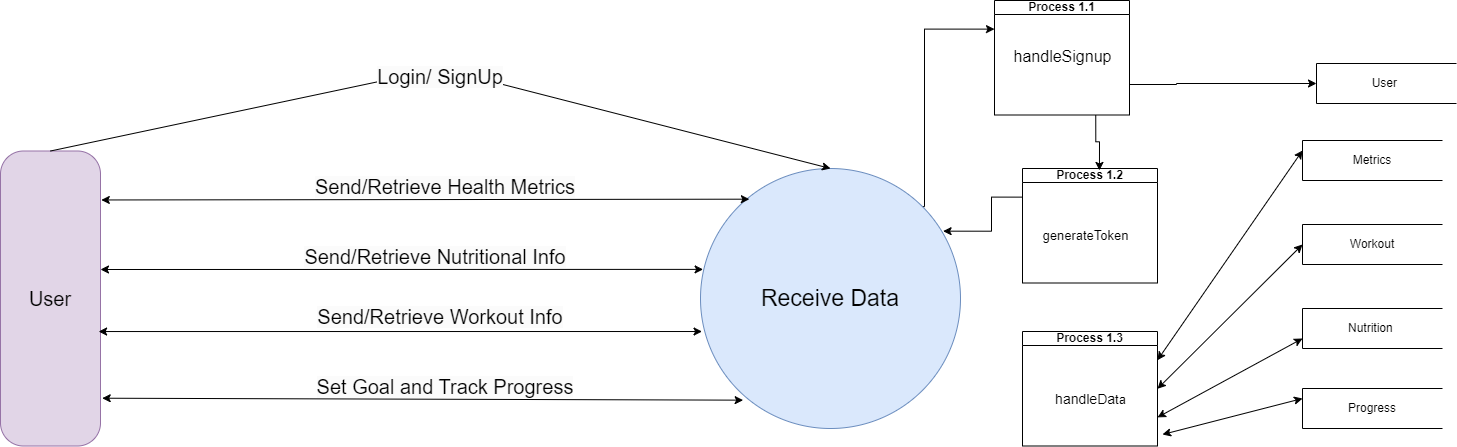 Process 1.1
handleSignup
Login/ SignUp
User
Metrics
Process 1.2
Send/Retrieve Health Metrics
generateToken
Workout
Send/Retrieve Nutritional Info
User
Receive Data
Send/Retrieve Workout Info
Nutrition
Process 1.3
Set Goal and Track Progress
handleData
Progress